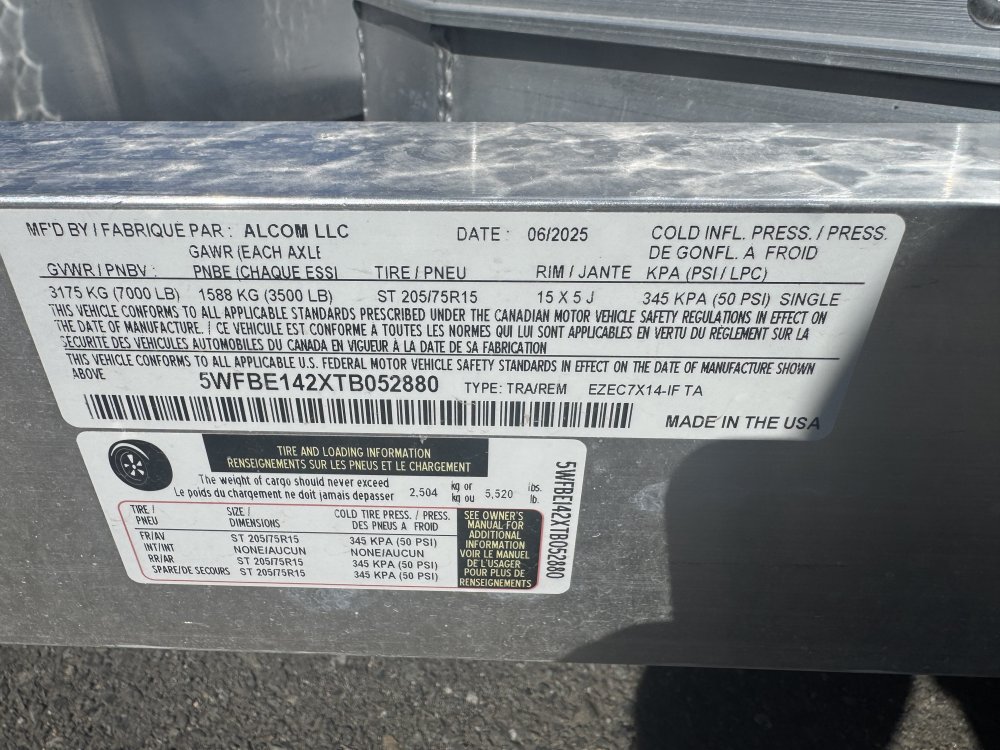 MF'D BY / FABRIQUÉ PAR : ALCOM LLC DATE : 06/2025 COLD INFL. PRESS. / PRESS.
GAWR (EACH AXLE DE GONFL. A FROID
GVWR / PNBV : PNBE (CHAQUE ESSI TIRE / PNEU RIM / JANTE KPA (PSI / LPC)
3175 KG (7000 LB) 1588 KG (3500 LB) ST 205/75R15 15 X 5 J 345 KPA (50 PSI) SINGLE
THIS VEHICLE CONFORMS TO ALL APPLICABLE STANDARDS PRESCRIBED UNDER THE CANADIAN MOTOR VEHICLE SAFETY REGULATIONS IN EFFECT ON
THE DATE OF MANUFACTURE. / CE VEHICULE EST CONFORME À TOUTES LES NORMES QUI LUI SONT APPLICABLES EN VERTU DU RÈGLEMENT SUR LA
SÉCURITÉ DES VÉHICULES AUTOMOBILES DU CANADA EN VIGUEUR À LA DATE DE SA FABRICATION
THIS VEHICLE CONFORMS TO ALL APPLICABLE U.S. FEDERAL MOTOR VEHICLE SAFETY STANDARDS IN EFFECT ON THE DATE OF MANUFACTURE SHOWN
ABOVE
5WFBE142XTB052880 TYPE: TRA/REM EZEC7X14-IF TA
MADE IN THE USA
TIRE AND LOADING INFORMATION
RENSEIGNEMENTS SUR LES PNEUS ET LE CHARGEMENT
The weight of cargo should never exceed kg or lbs.
Le poids du chargement ne doit jamais depasser 2,504 kg ou 5,520 lb.
TIRE / SIZE / COLD TIRE PRESS. / PRESS.
PNEU DIMENSIONS DES PNEUS A FROID
FR/AV ST 205/75R15 345 KPA (50 PSI)
INT/INT NONE/AUCUN NONE/AUCUN
RR/AR ST 205/75R15 345 KPA (50 PSI)
SPARE/DE SECOURS ST 205/75R15 345 KPA (50 PSI)
SEE OWNER'S
MANUAL FOR
ADDITIONAL
INFORMATION
VOIR LE MANUEL
DE L'USAGER
POUR PLUS DE
RENSEIGNEMENTS
5WFBE142XTB052880